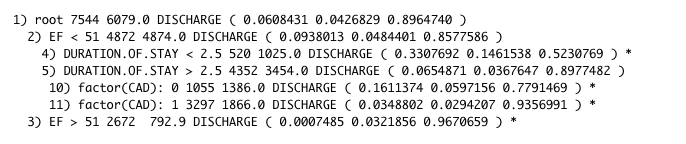 1) root 7544 6079.0 DISCHARGE ( 0.0608431 0.0426829 0.8964740 )
2) EF < 51 4872 4874.0 DISCHARGE ( 0.0938013 0.0484401 0.8577586 )
4) DURATION.OF.STAY < 2.5 520 1025.0 DISCHARGE ( 0.3307692 0.1461538 0.5230769 ) *
5) DURATION.OF.STAY > 2.5 4352 3454.0 DISCHARGE ( 0.0654871 0.0367647 0.8977482 )
10) factor(CAD): 0 1055 1386.0 DISCHARGE ( 0.1611374 0.0597156 0.7791469 ) *
11) factor(CAD): 1 3297 1866.0 DISCHARGE ( 0.0348802 0.0294207 0.9356991 ) *
3) EF > 51 2672 792.9 DISCHARGE ( 0.0007485 0.0321856 0.9670659 ) *